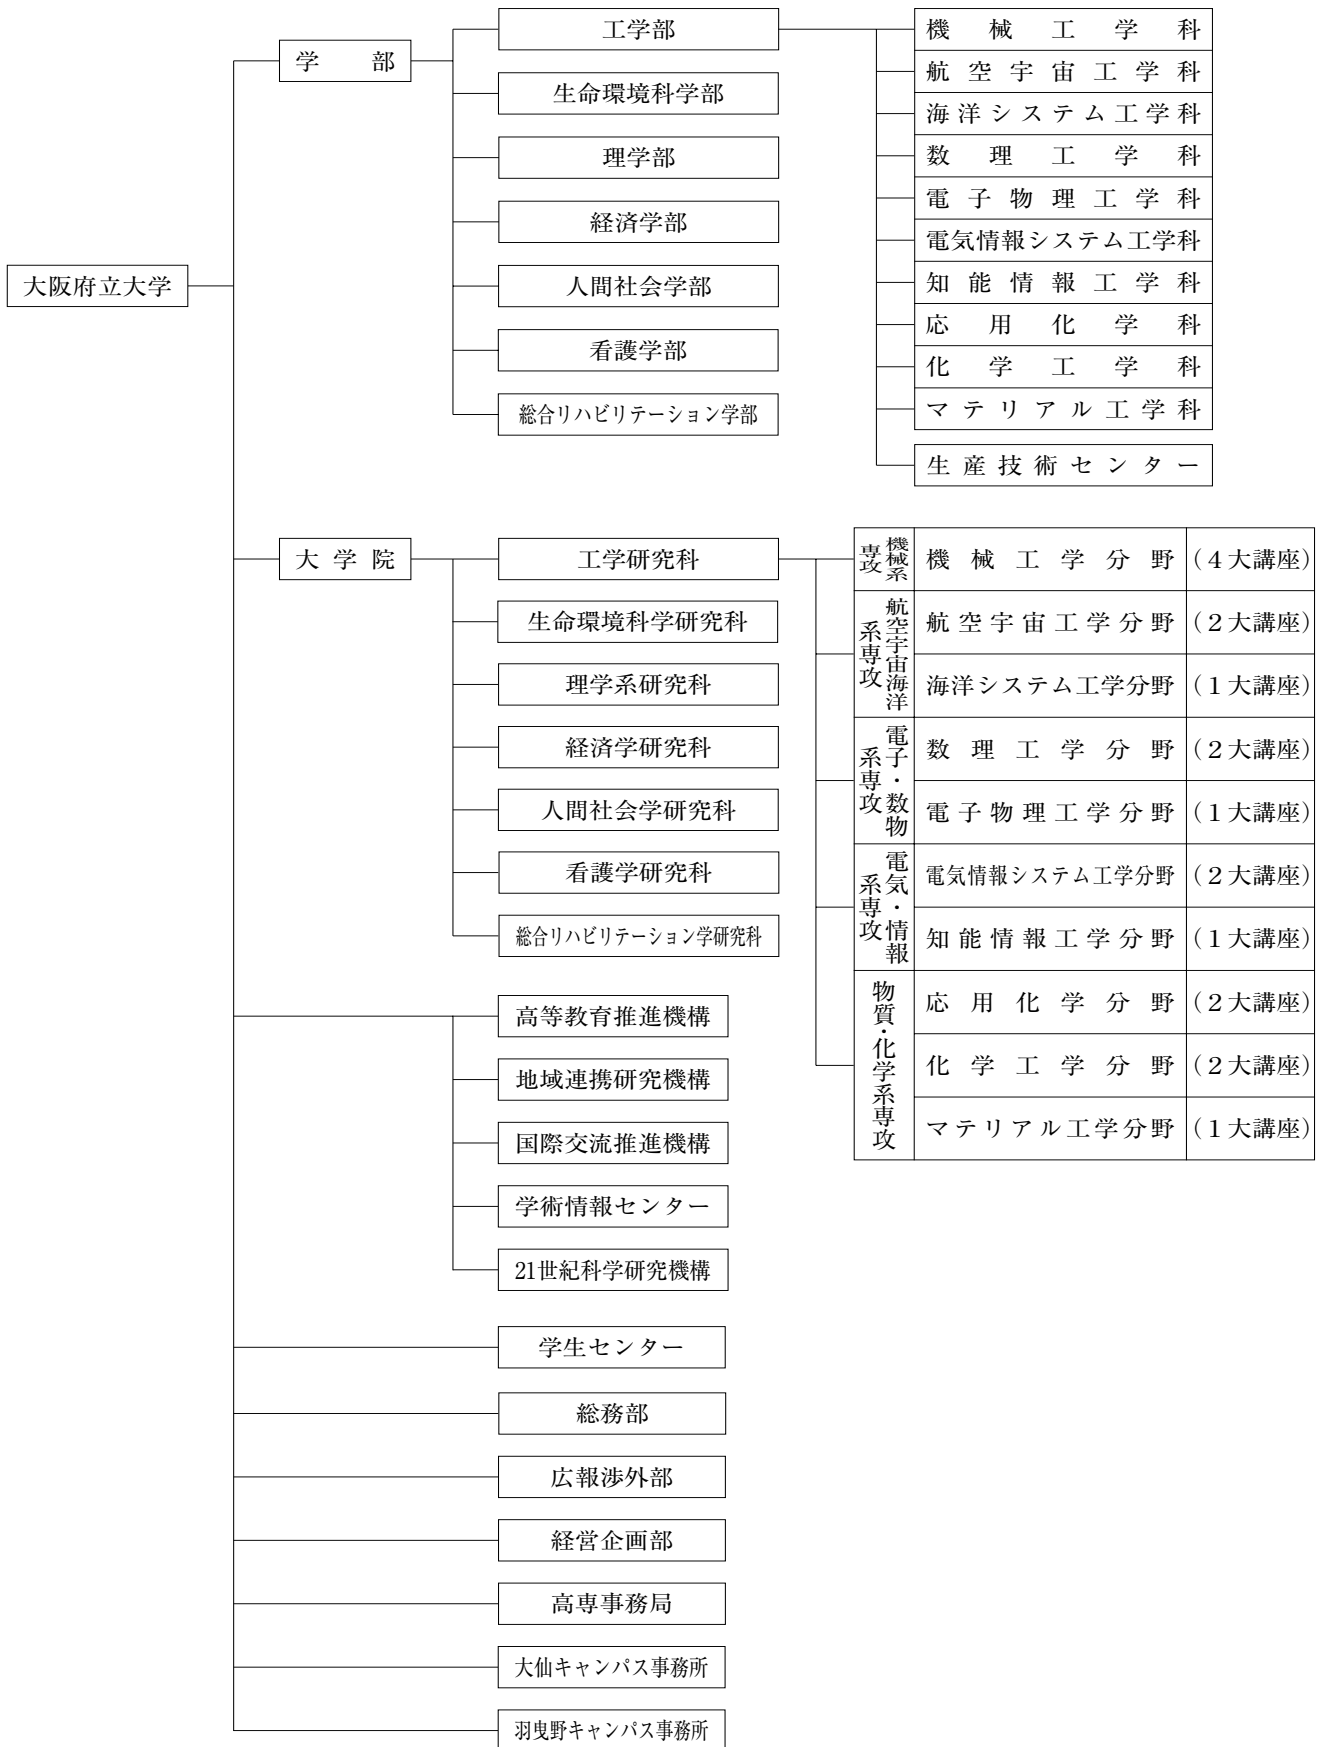 大阪府立大学
学部
工学部
機械工学科
航空宇宙工学科
海洋システム工学科
数理工学科
電子物理工学科
電気情報システム工学科
知能情報工学科
応用化学科
化学工学科
マテリアル工学科
生産技術センター
生命環境科学部
理学部
経済学部
人間社会学部
看護学部
総合リハビリテーション学部
大学院
工学研究科
機械系
専攻
機械工学分野(4大講座)
航空宇宙海洋
系専攻
航空宇宙工学分野(2大講座)
海洋システム工学分野(1大講座)
電子・数物
系専攻
数理工学分野(2大講座)
電子物理工学分野(1大講座)
電気・情報
系専攻
電気情報システム工学分野(2大講座)
知能情報工学分野(1大講座)
物質・化学系専攻
応用化学分野(2大講座)
化学工学分野(2大講座)
マテリアル工学分野(1大講座)
生命環境科学研究科
理学系研究科
経済学研究科
人間社会学研究科
看護学研究科
総合リハビリテーション学研究科
高等教育推進機構
地域連携研究機構
国際交流推進機構
学術情報センター
21世紀科学研究機構
学生センター
総務部
広報渉外部
経営企画部
高専事務局
大仙キャンパス事務所
羽曳野キャンパス事務所